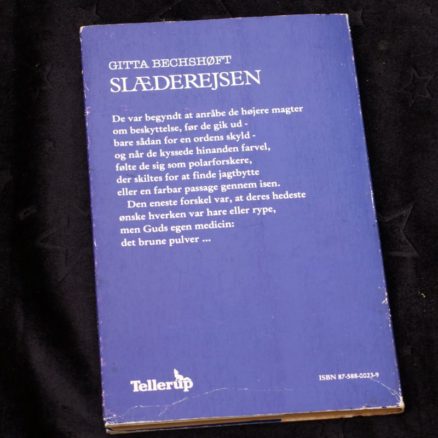 GITTA BECHSHØFT
SLÆDEREJSEN
De var begyndt at anråbe de højere magter
om beskyttelse, før de gik ud -
bare sådan for en ordens skyld -
og når de kyssede hinanden farvel,
følte de sig som polarforskere,
der skiltes for at finde jagtbytte
eller en farbar passage gennem isen.
Den eneste forskel var, at deres hedeste
ønske hverken var hare eller rype,
men Guds egen medicin:
det brune pulver ...
Tellerup
ISBN 87-588-0023-9